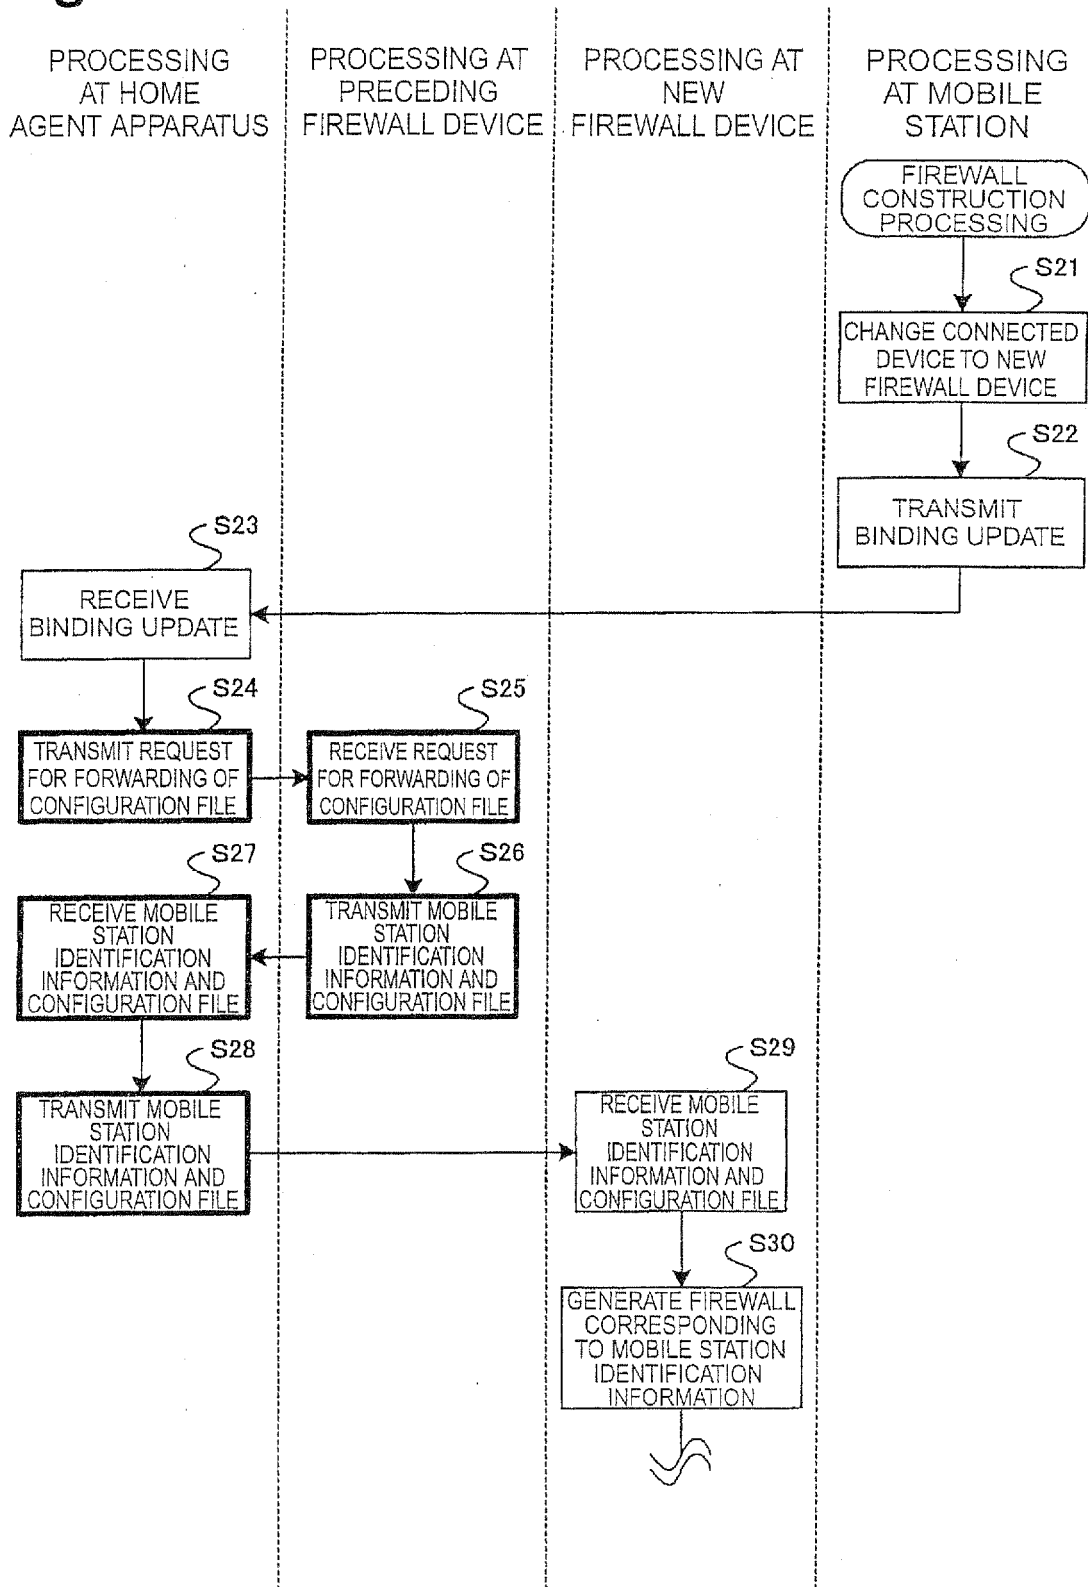 PROCESSING
AT HOME
AGENT APPARATUS
PROCESSING AT
PRECEDING
FIREWALL DEVICE
PROCESSING AT
NEW
FIREWALL DEVICE
PROCESSING
AT MOBILE
STATION
FIREWALL
CONSTRUCTION
PROCESSING
S21
CHANGE CONNECTED
DEVICE TO NEW
FIREWALL DEVICE
S22
TRANSMIT
BINDING UPDATE
S23
RECEIVE
BINDING UPDATE
S24
TRANSMIT REQUEST
FOR FORWARDING OF
CONFIGURATION FILE
S25
RECEIVE REQUEST
FOR FORWARDING OF
CONFIGURATION FILE
S26
TRANSMIT MOBILE
STATION
IDENTIFICATION
INFORMATION AND
CONFIGURATION FILE
S27
RECEIVE MOBILE
STATION
IDENTIFICATION
INFORMATION AND
CONFIGURATION FILE
S28
TRANSMIT MOBILE
STATION
IDENTIFICATION
INFORMATION AND
CONFIGURATION FILE
S29
RECEIVE MOBILE
STATION
IDENTIFICATION
INFORMATION AND
CONFIGURATION FILE
S30
GENERATE FIREWALL
CORRESPONDING
TO MOBILE STATION
IDENTIFICATION
INFORMATION